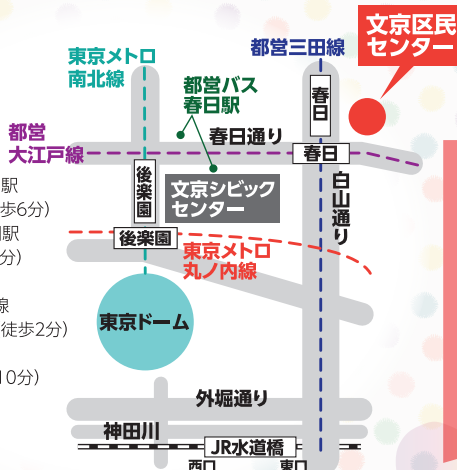 文京区民
センター
都営三田線
東京メトロ
南北線
都営バス
春日駅
春日
春日通り
都営
大江戸線
春日
後楽園
文京シビック
センター
白山通り
駅
歩6分）
駅
分）
後楽園
東京メトロ
丸ノ内線
線
徒歩2分）
東京ドーム
10分）
外堀通り
神田川
JR水道橋
西口
東口